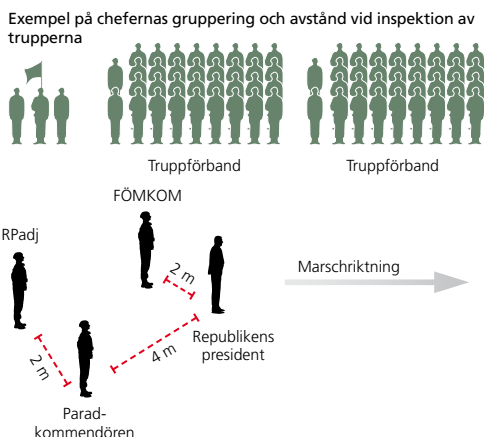 Exempel på chefernas gruppering och avstånd vid inspektion av
trupperna
Truppförband
Truppförband
FÖMKOM
RPadj
2 m
Marschriktning
Republikens
president
4 m
2 m
Parad-
kommendören